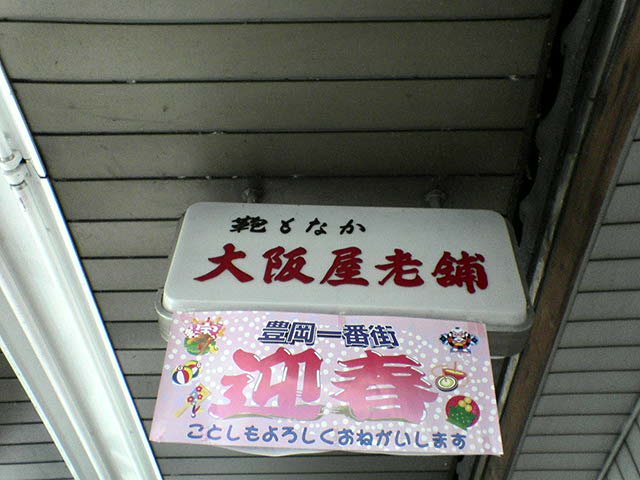 鞄もなか
大阪屋老舗
豊岡一番街
迎春
ことしもよろしくおねがいします